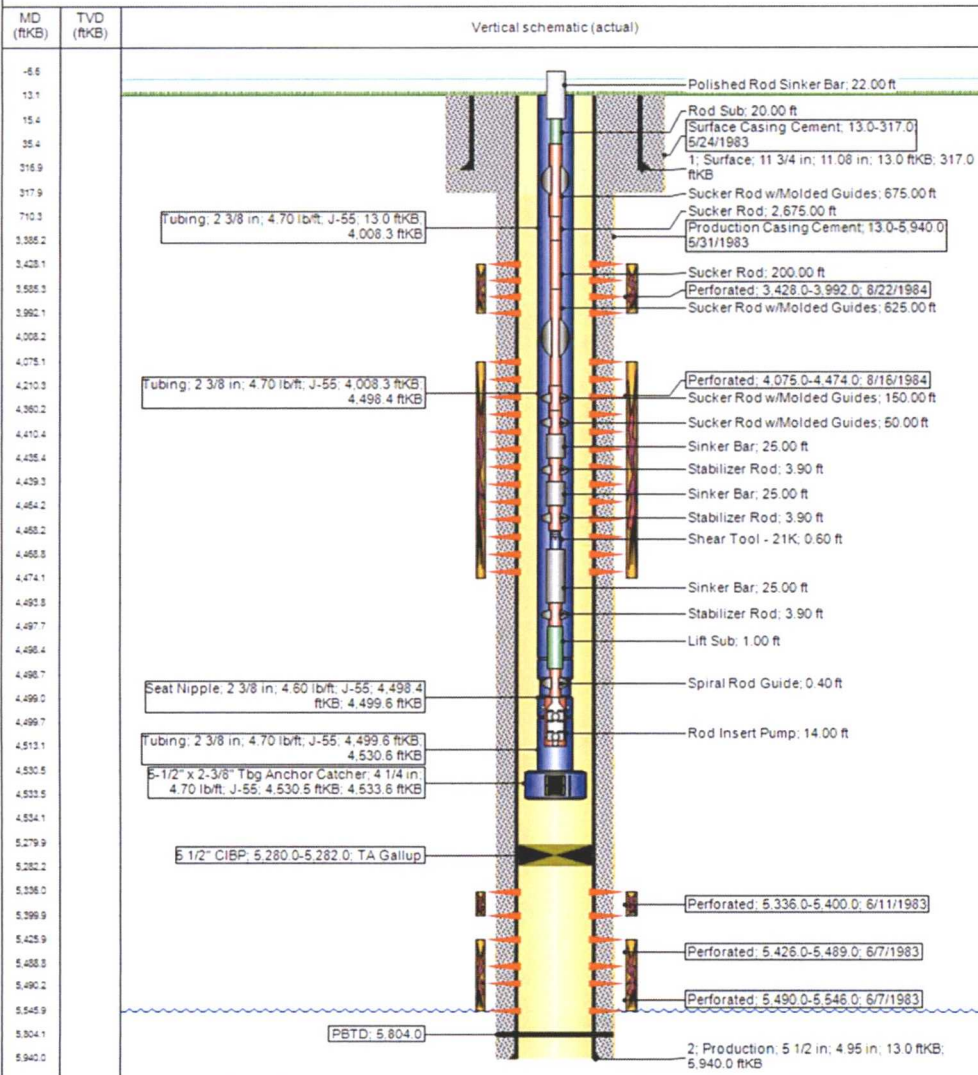 MD (ftKB)
TVD (ftKB)
Vertical schematic (actual)
-6.6
13.1
15.4
35.4
316.9
317.9
710.3
3,385.2
3,428.1
3,585.3
3,992.1
4,008.2
4,075.1
4,210.3
4,360.2
4,410.4
4,435.4
4,439.3
4,464.2
4,468.2
4,468.8
4,474.1
4,493.8
4,497.7
4,498.4
4,498.7
4,499.0
4,499.7
4,513.1
4,530.5
4,533.5
4,534.1
5,279.9
5,282.2
5,336.0
5,399.9
5,425.9
5,488.8
5,490.2
5,545.9
5,804.1
5,940.0
Tubing; 2 3/8 in; 4.70 lb/ft; J-55; 13.0 ftKB;
4,008.3 ftKB
Tubing; 2 3/8 in; 4.70 lb/ft; J-55; 4,008.3 ftKB;
4,498.4 ftKB
Seat Nipple; 2 3/8 in; 4.60 lb/ft; J-55; 4,498.4
ftKB; 4,499.6 ftKB
Tubing; 2 3/8 in; 4.70 lb/ft; J-55; 4,499.6 ftKB;
4,530.6 ftKB
5-1/2" x 2-3/8" Tbg Anchor Catcher; 4 1/4 in;
4.70 lb/ft; J-55; 4,530.5 ftKB; 4,533.6 ftKB
5 1/2" CIBP; 5,280.0-5,282.0; TA Gallup
PBTD; 5,804.0
Polished Rod Sinker Bar; 22.00 ft
Rod Sub; 20.00 ft
Surface Casing Cement; 13.0-317.0;
5/24/1983
1; Surface; 11 3/4 in; 11.08 in; 13.0 ftKB; 317.0
ftKB
Sucker Rod w/Molded Guides; 675.00 ft
Sucker Rod; 2,675.00 ft
Production Casing Cement; 13.0-5,940.0;
5/31/1983
Sucker Rod; 200.00 ft
Perforated; 3,428.0-3,992.0; 8/22/1984
Sucker Rod w/Molded Guides; 625.00 ft
Perforated; 4,075.0-4,474.0; 8/16/1984
Sucker Rod w/Molded Guides; 150.00 ft
Sucker Rod w/Molded Guides; 50.00 ft
Sinker Bar; 25.00 ft
Stabilizer Rod; 3.90 ft
Sinker Bar; 25.00 ft
Stabilizer Rod; 3.90 ft
Shear Tool - 21K; 0.60 ft
Sinker Bar; 25.00 ft
Stabilizer Rod; 3.90 ft
Lift Sub; 1.00 ft
Spiral Rod Guide; 0.40 ft
Rod Insert Pump; 14.00 ft
Perforated; 5,336.0-5,400.0; 6/11/1983
Perforated; 5,426.0-5,489.0; 6/7/1983
Perforated; 5,490.0-5,546.0; 6/7/1983
2; Production; 5 1/2 in; 4.95 in; 13.0 ftKB;
5,940.0 ftKB